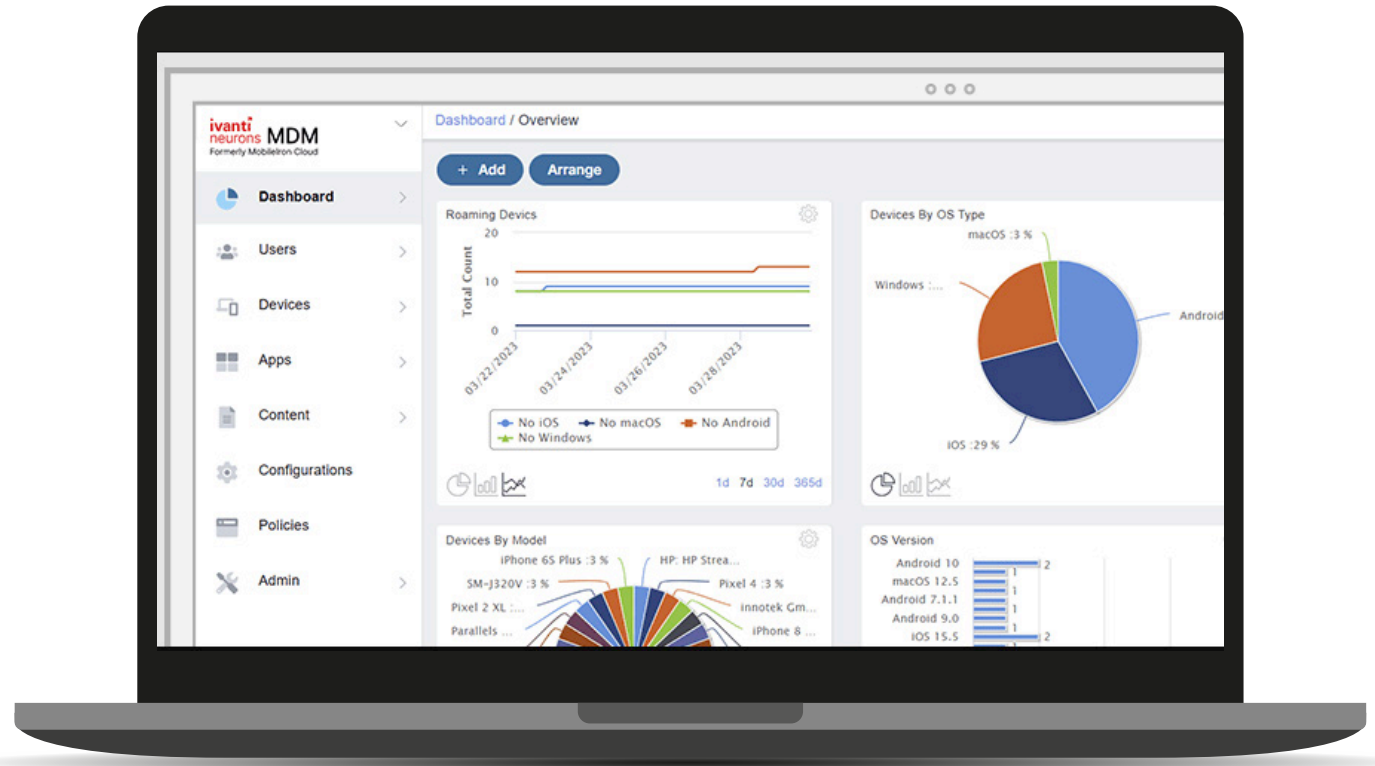 ivanti
neurons MDM
Formerly MobileIron Cloud
Dashboard
Users
Devices
Apps
Content
Configurations
Policies
Admin
Dashboard / Overview
+ Add
Arrange
Roaming Devics
20
10
0
Total Count
03/22/2023
03/24/2023
03/26/2023
03/28/2023
No iOS
No macOS
No Android
No Windows
1d 7d 30d 365d
Devices By OS Type
macOS :3 %
Windows :...
Android
iOS :29 %
Devices By Model
iPhone 6S Plus :3 %
HP: HP Strea...
SM-J320V :3 %
Pixel 4 :3 %
Pixel 2 XL :...
innotek Gm...
Parallels ...
iPhone 8 ...
OS Version
Android 10
2
1
macOS 12.5
1
Android 7.1.1
1
Android 9.0
1
iOS 15.5
2